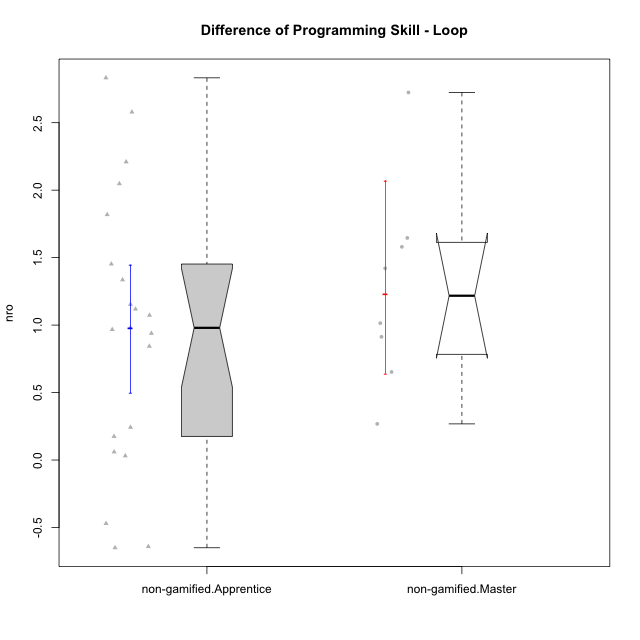 Difference of Programming Skill - Loop
nro
2.5
2.0
1.5
1.0
0.5
0.0
-0.5
non-gamified.Apprentice
non-gamified.Master